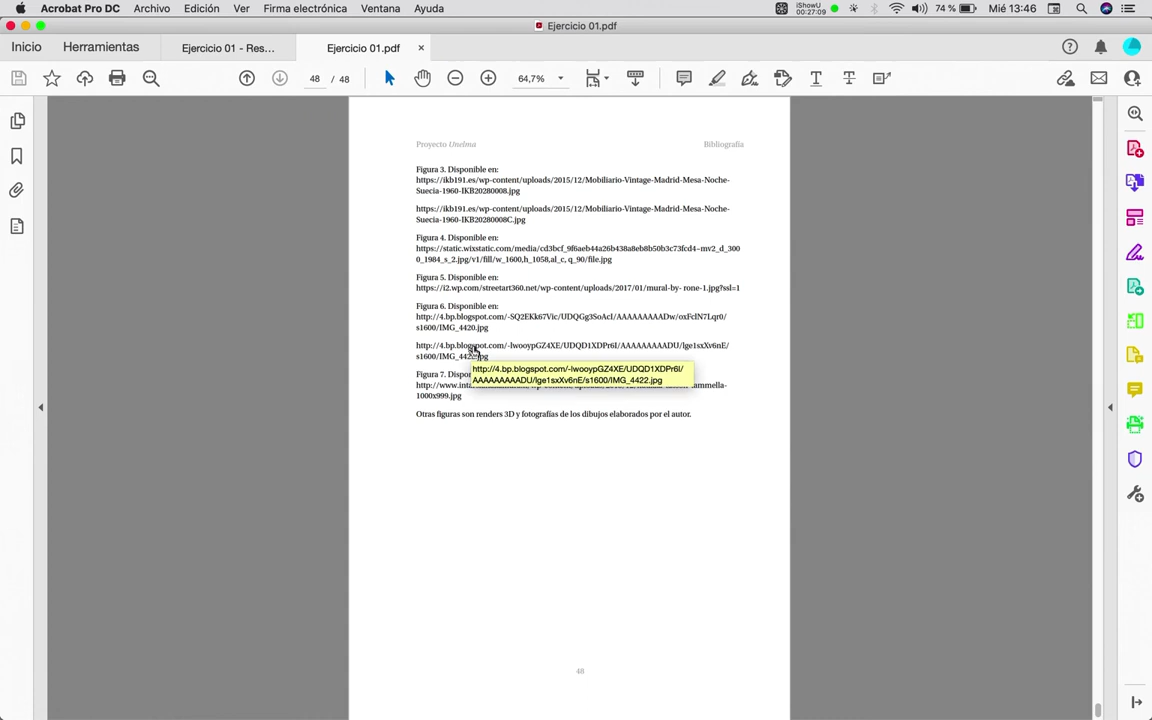 Acrobat Pro DC Archivo Edición Ver Firma electrónica Ventana Ayuda iShowU 00:27:09 74 % Mié 13:46
Ejercicio 01.pdf
Inicio Herramientas Ejercicio 01 - Res... Ejercicio 01.pdf ×
48 / 48 64,7%
Proyecto Unelma Bibliografía
Figura 3. Disponible en:
https://ikb191.es/wp-content/uploads/2015/12/Mobiliario-Vintage-Madrid-Mesa-Noche-
Suecia-1960-IKB20280008.jpg
https://ikb191.es/wp-content/uploads/2015/12/Mobiliario-Vintage-Madrid-Mesa-Noche-
Suecia-1960-IKB20280008C.jpg
Figura 4. Disponible en:
https://static.wixstatic.com/media/cd3bcf_9f6aeb44a26b438a8eb8b50b3c73fcd4~mv2_d_300
0_1984_s_2.jpg/v1/fill/w_1600,h_1058,al_c, q_90/file.jpg
Figura 5. Disponible en:
https://i2.wp.com/streetart360.net/wp-content/uploads/2017/01/mural-by- rone-1.jpg?ssl=1
Figura 6. Disponible en:
http://4.bp.blogspot.com/-SQ2EKk67Vic/UDQGg3SoAcI/AAAAAAAADw/oxFclN7Lqr0/
s1600/IMG_4420.jpg
http://4.bp.blogspot.com/-lwooypGZ4XE/UDQD1XDPr6I/AAAAAAAAADU/lge1sxXv6nE/
s1600/IMG_4422.jpg
http://4.bp.blogspot.com/-lwooypGZ4XE/UDQD1XDPr6I/
AAAAAAAAADU/lge1sxXv6nE/s1600/IMG_4422.jpg
Figura 7.
1000x999.jpg
Otras figuras son renders 3D y fotografías de los dibujos elaborados por el autor.
48